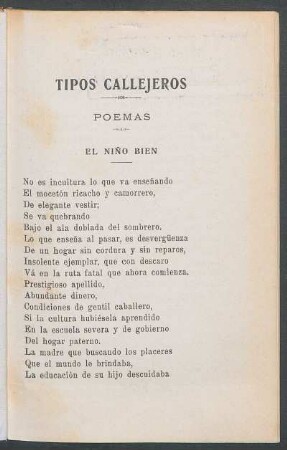 TIPOS CALLEJEROS
POEMAS
EL NIÑO BIEN
No es incultura lo que va enseñando
El mocetón ricacho y camorrero,
De elegante vestir;
Se va quebrando
Bajo el ala doblada del sombrero.
Lo que enseña al pasar, es desvergüenza
De un hogar sin cordura y sin reparos,
Insolente ejemplar, que con descaro
Vá en la ruta fatal que ahora comienza.
Prestigioso apellido,
Abundante dinero,
Condiciones de gentil caballero,
Si la cultura hubiésela aprendido
En la escuela severa y de gobierno
Del hogar paterno.
La madre que buscando los placeres
Que el mundo le brindaba,
La educación de su hijo descuidaba